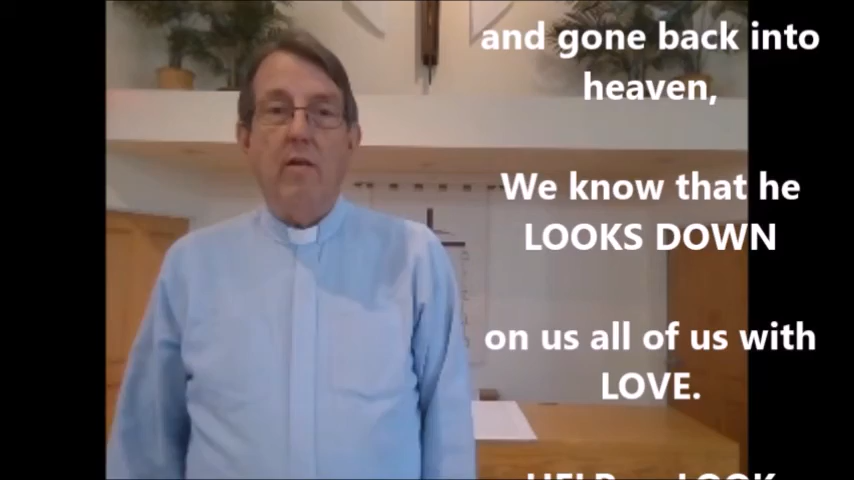 and gone back into
heaven,
We know that he
LOOKS DOWN
on us all of us with
LOVE.